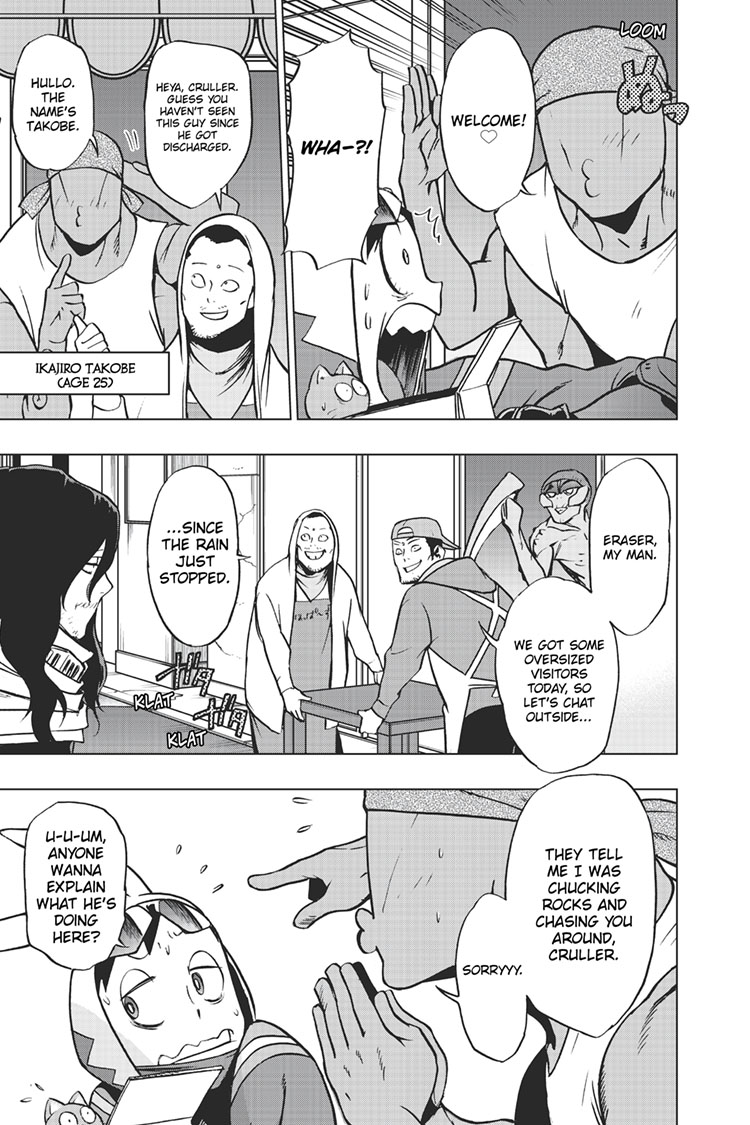 LOOM
ぬーっ
WELCOME!
♡
WHA-?!
HEYA, CRULLER.
GUESS YOU
HAVEN'T SEEN
THIS GUY SINCE
HE GOT
DISCHARGED.
HULLO.
THE
NAME'S
TAKOBE.
IKAJIRO TAKOBE
(AGE 25)
ERASER,
MY MAN.
WE GOT SOME
OVERSIZED
VISITORS
TODAY, SO
LET'S CHAT
OUTSIDE...
...SINCE
THE RAIN
JUST
STOPPED.
KLAT
KLAT
THEY TELL
ME I WAS
CHUCKING
ROCKS AND
CHASING YOU
AROUND,
CRULLER.
SORRYYY.
U-U-UM,
ANYONE
WANNA
EXPLAIN
WHAT HE'S
DOING
HERE?